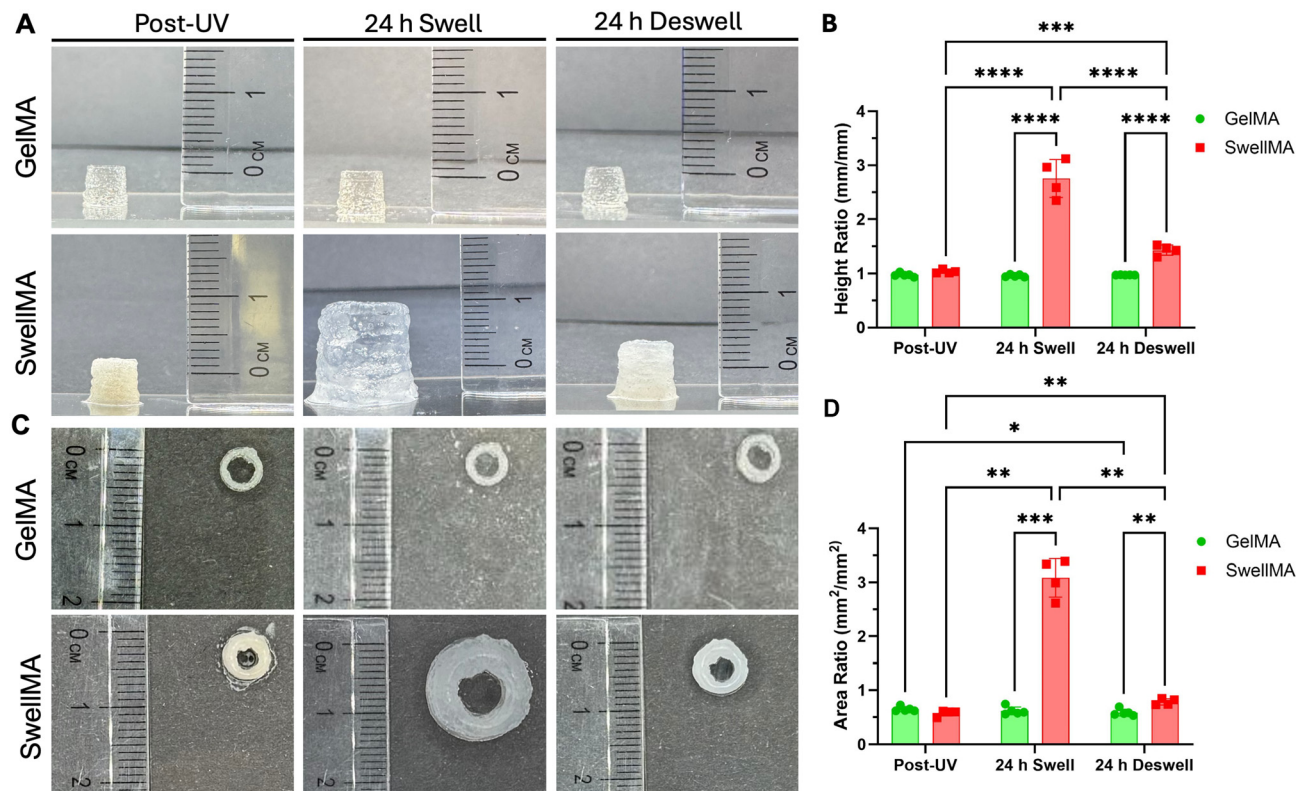 A
Post-UV
24 h Swell
24 h Deswell
GelMA
1
0 CM
1
0 CM
1
0 CM
SwellMA
1
0 CM
1
0 CM
1
0 CM
C
GelMA
0 CM
1
2
0 CM
1
2
0 CM
1
2
SwellMA
0 CM
1
2
0 CM
1
2
0 CM
1
2
B
***
****
****
****
****
GelMA
SwellMA
Height Ratio (mm/mm)
4
3
2
1
0
Post-UV
24 h Swell
24 h Deswell
D
**
*
**
**
***
**
GelMA
SwellMA
Area Ratio (mm²/mm²)
4
3
2
1
0
Post-UV
24 h Swell
24 h Deswell